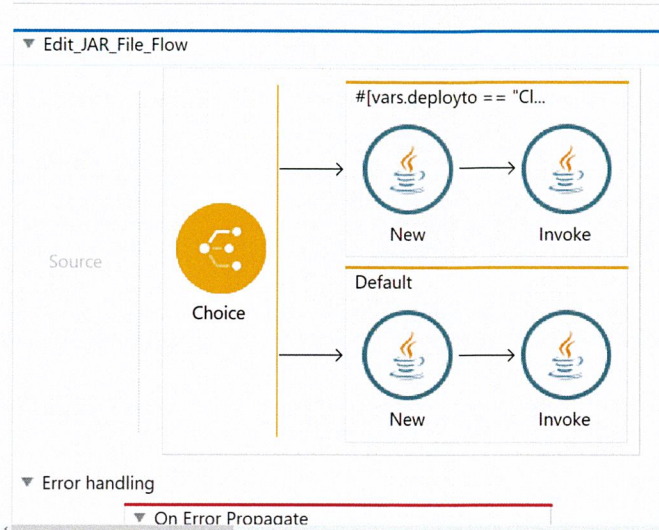 Edit_JAR_File_Flow
#[vars.deployto == "Cl...
New
Invoke
Source
Choice
Default
New
Invoke
Error handling
On Error Propagate